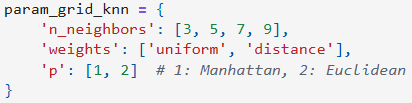 param_grid_knn = {
    'n_neighbors': [3, 5, 7, 9],
    'weights': ['uniform', 'distance'],
    'p': [1, 2]  # 1: Manhattan, 2: Euclidean
}